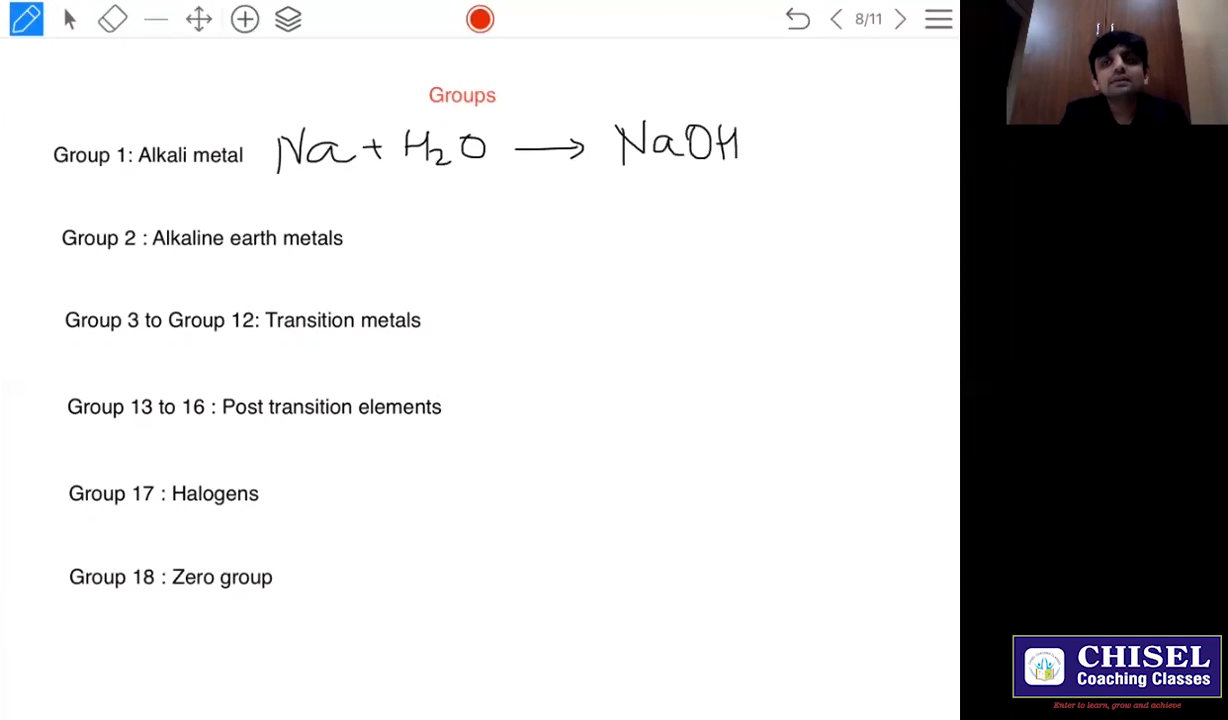 8/11
Groups
Group 1: Alkali metal Na + H₂O ⟶ NaOH
Group 2 : Alkaline earth metals
Group 3 to Group 12: Transition metals
Group 13 to 16 : Post transition elements
Group 17 : Halogens
Group 18 : Zero group
CHISEL
Coaching Classes
Enter to learn, grow and achieve